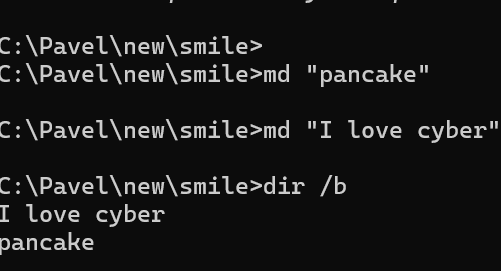 C:\Pavel\new\smile>
C:\Pavel\new\smile>md "pancake"
C:\Pavel\new\smile>md "I love cyber"
C:\Pavel\new\smile>dir /b
I love cyber
pancake